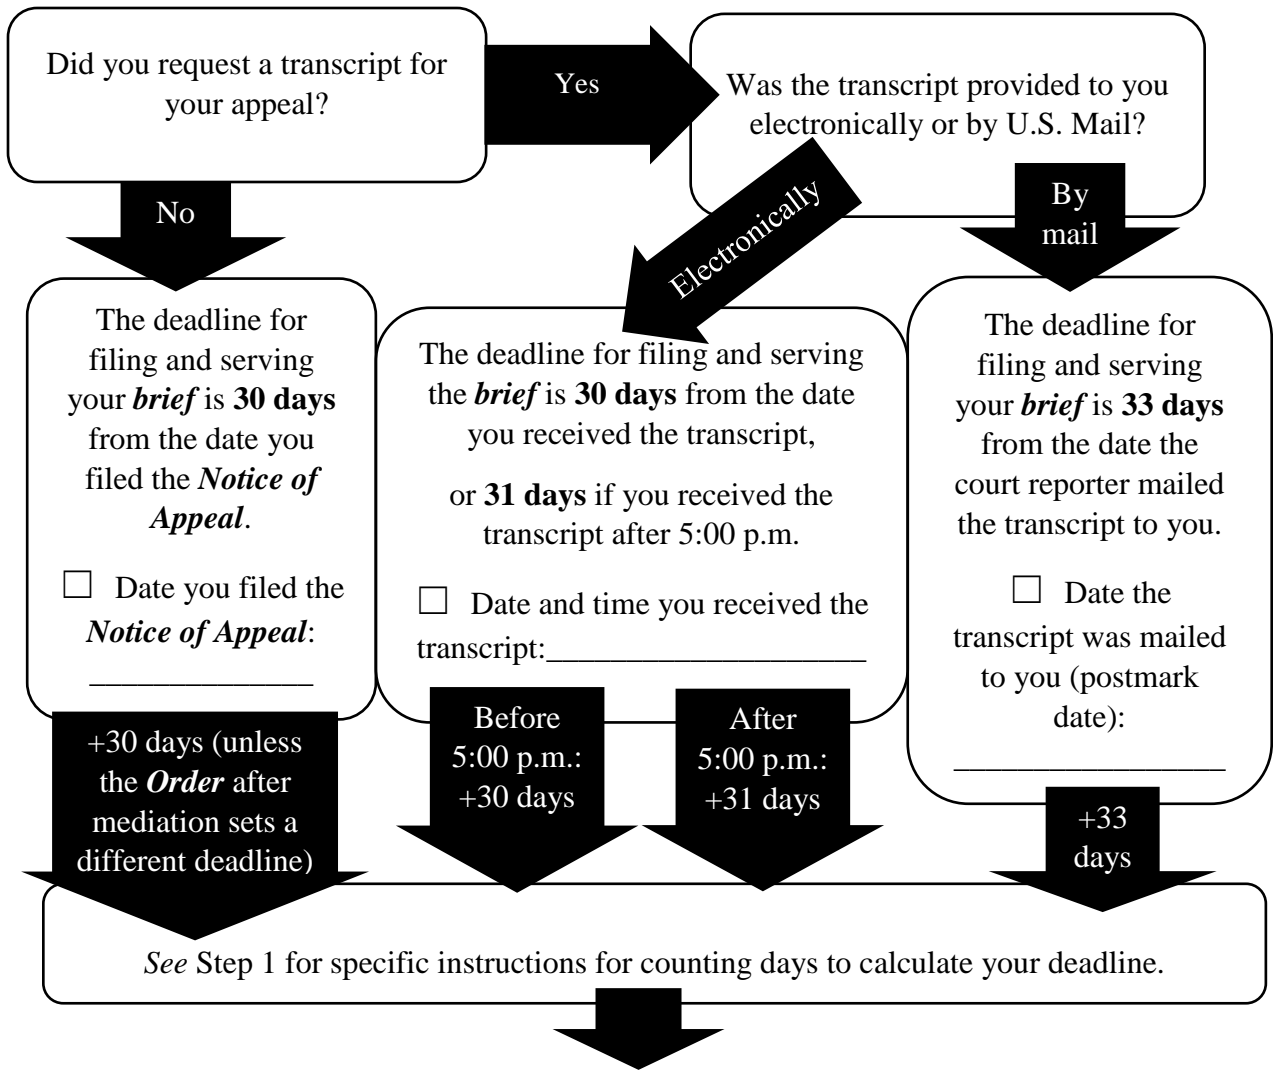 Did you request a transcript for
your appeal?
Yes
Was the transcript provided to you
electronically or by U.S. Mail?
No
Electronically
By
mail
The deadline for
filing and serving
your brief is 30 days
from the date you
filed the Notice of
Appeal.
☐ Date you filed the
Notice of Appeal:
______________
The deadline for filing and serving
the brief is 30 days from the date
you received the transcript,
or 31 days if you received the
transcript after 5:00 p.m.
☐ Date and time you received the
transcript:____________________
The deadline for
filing and serving
your brief is 33 days
from the date the
court reporter mailed
the transcript to you.
☐ Date the
transcript was mailed
to you (postmark
date):
_________________
+30 days (unless
the Order after
mediation sets a
different deadline)
Before
5:00 p.m.:
+30 days
After
5:00 p.m.:
+31 days
+33
days
See Step 1 for specific instructions for counting days to calculate your deadline.